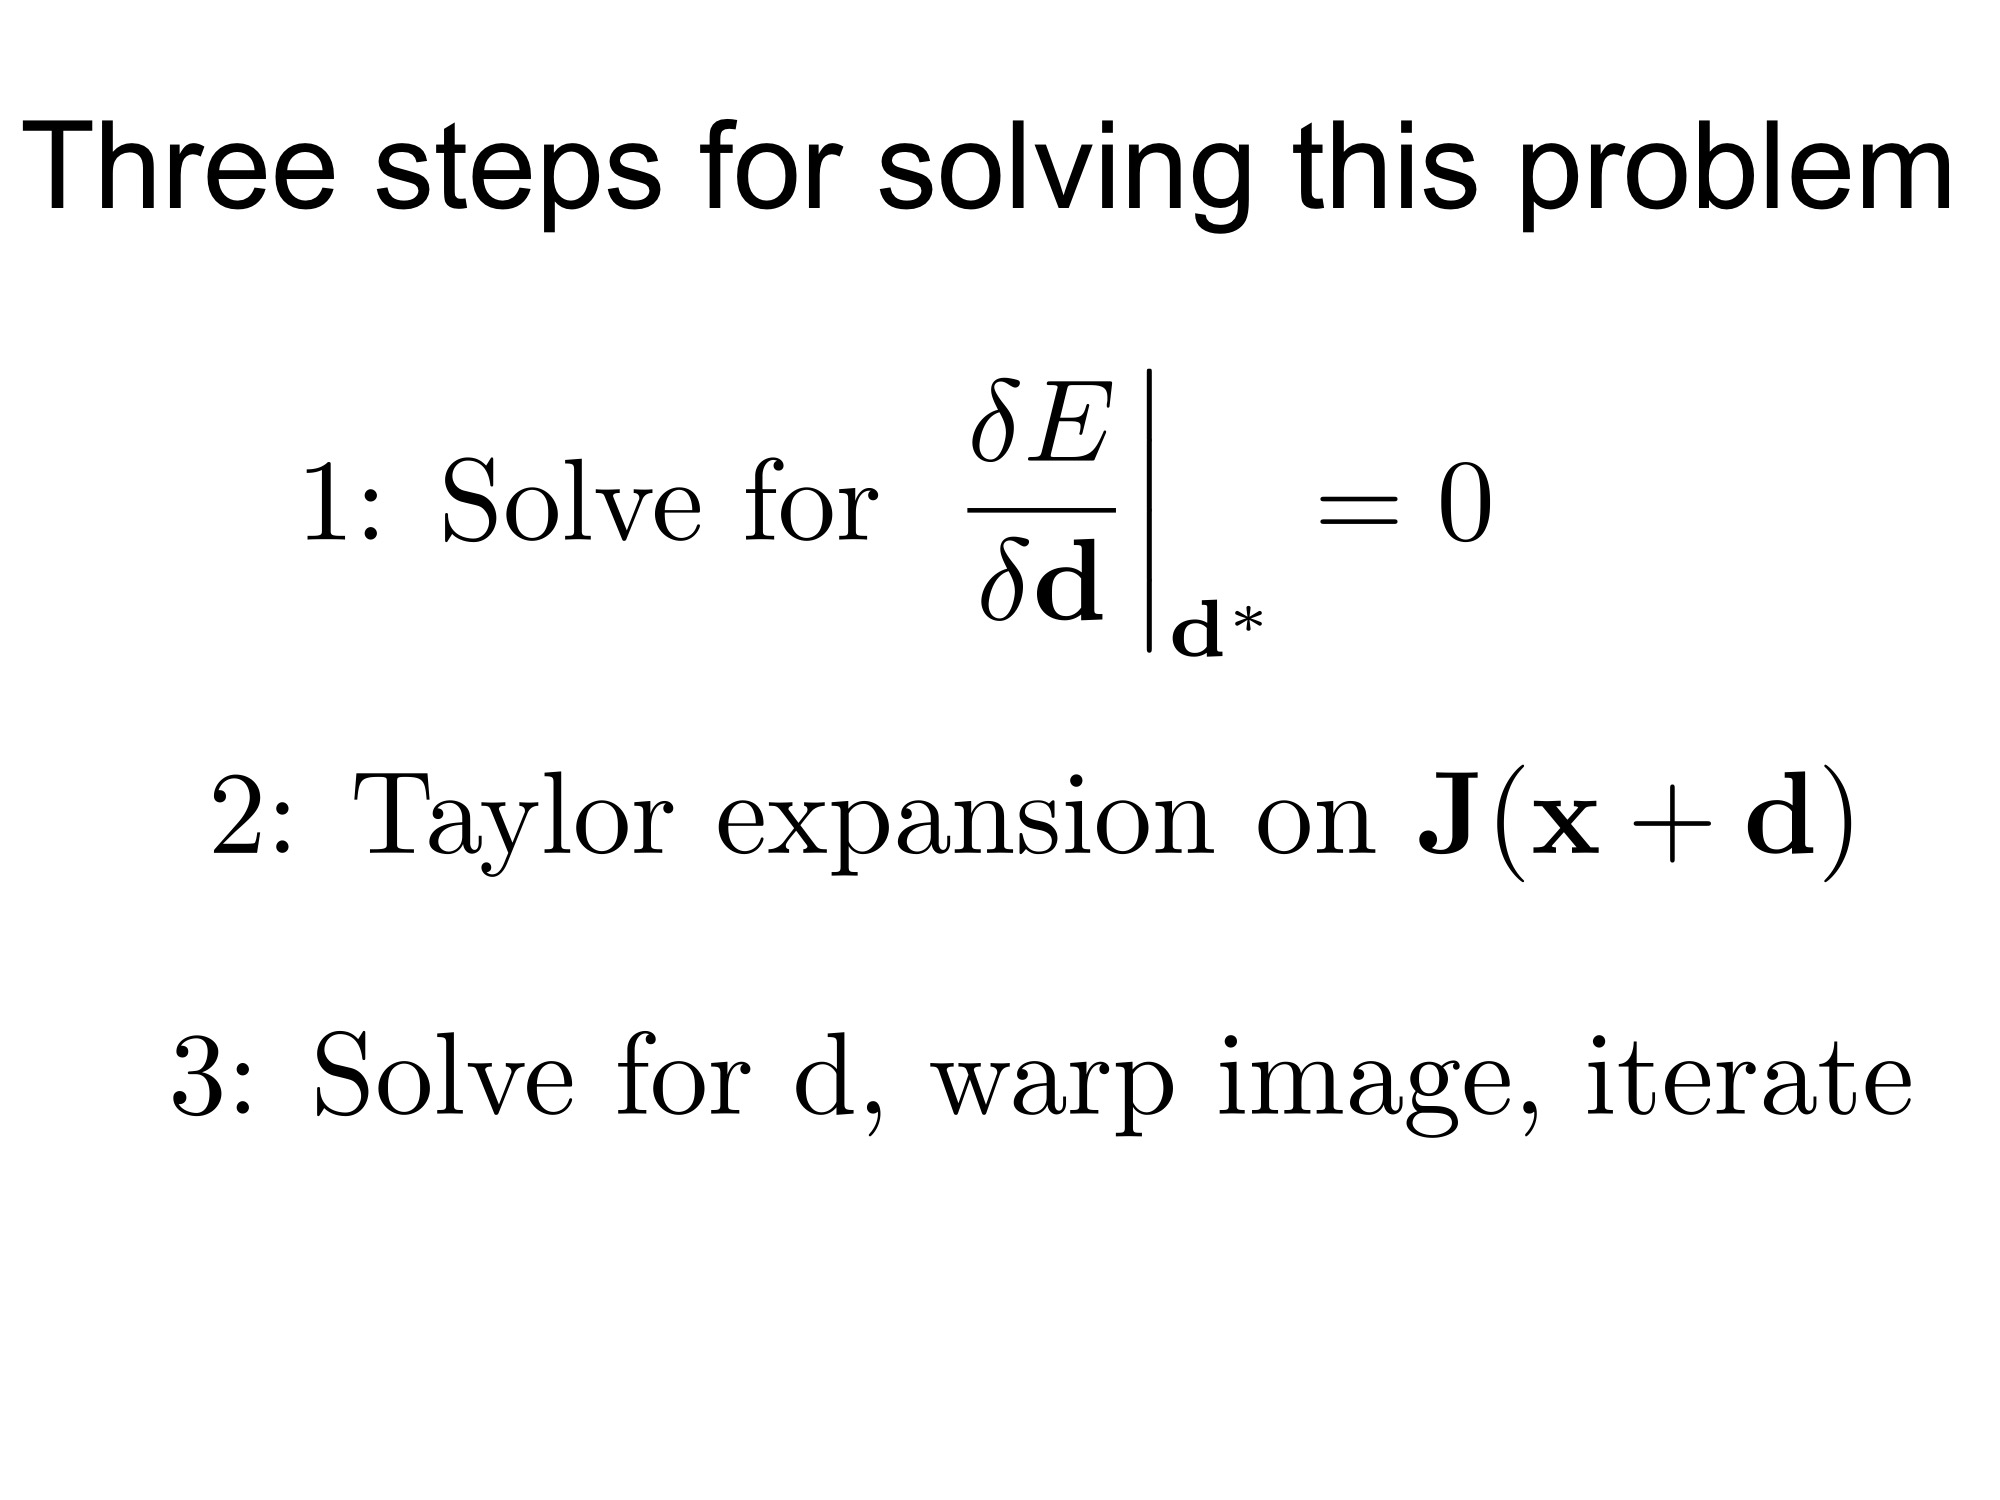 Three steps for solving this problem
1: Solve for $\left.\frac{\delta E}{\delta \mathbf{d}}\right|_{\mathbf{d}^*} = 0$
2: Taylor expansion on $\mathbf{J}(\mathbf{x} + \mathbf{d})$
3: Solve for d, warp image, iterate